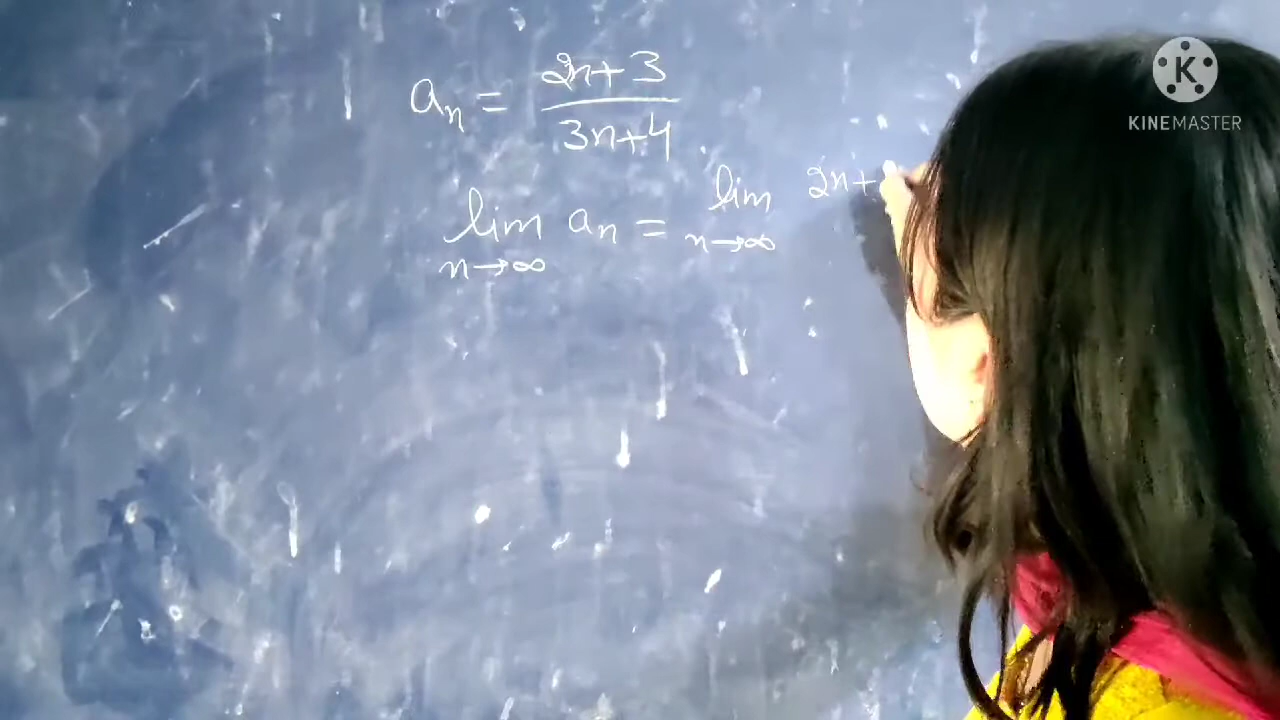 aₙ = (2n+3)/(3n+4)
lim n→∞ aₙ = lim n→∞ 2n+
KINEMASTER